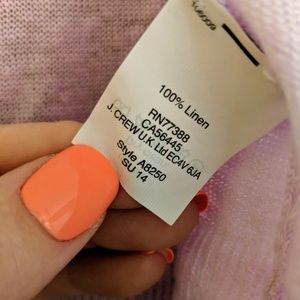 100% Linen
RN77388
CA56445
J. CREW U.K. Ltd EC4V 6JA
Style A8250
SU 14